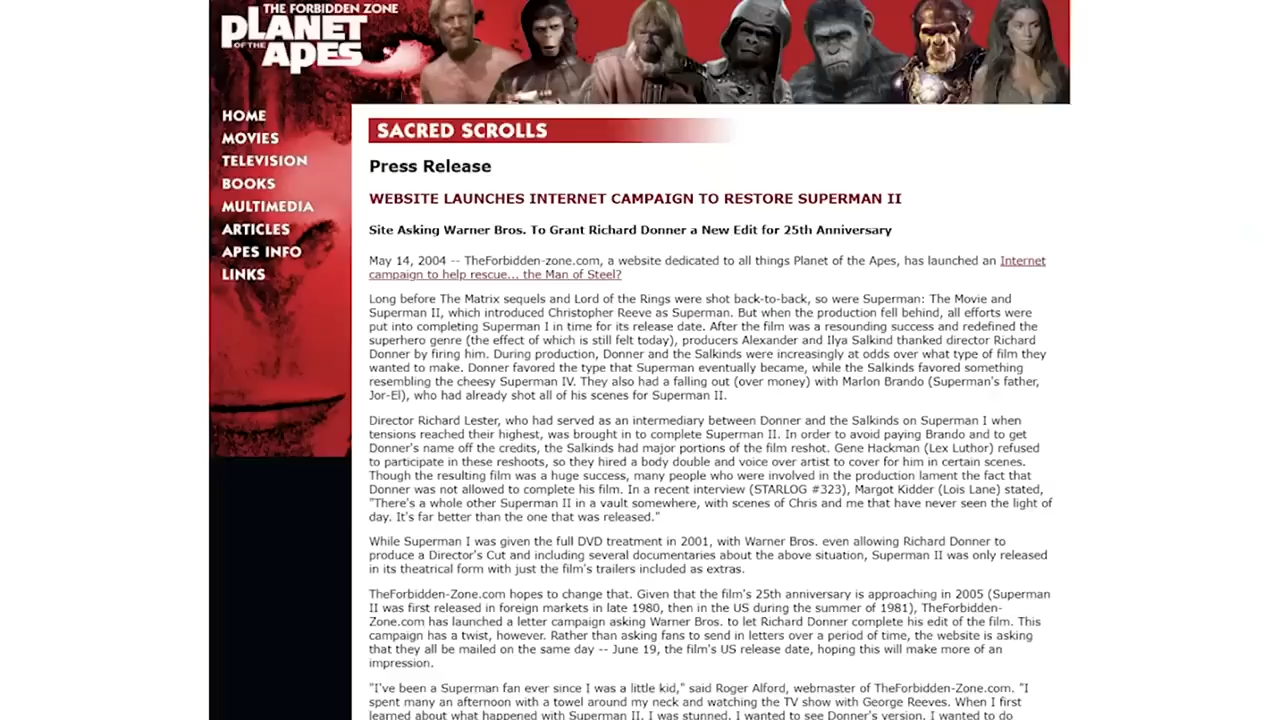 THE FORBIDDEN ZONE
PLANET
OF THE
APES
HOME
MOVIES
TELEVISION
BOOKS
MULTIMEDIA
ARTICLES
APES INFO
LINKS
SACRED SCROLLS
Press Release
WEBSITE LAUNCHES INTERNET CAMPAIGN TO RESTORE SUPERMAN II
Site Asking Warner Bros. To Grant Richard Donner a New Edit for 25th Anniversary
May 14, 2004 -- TheForbidden-zone.com, a website dedicated to all things Planet of the Apes, has launched an Internet
campaign to help rescue... the Man of Steel?
Long before The Matrix sequels and Lord of the Rings were shot back-to-back, so were Superman: The Movie and
Superman II, which introduced Christopher Reeve as Superman. But when the production fell behind, all efforts were
put into completing Superman I in time for its release date. After the film was a resounding success and redefined the
superhero genre (the effect of which is still felt today), producers Alexander and Ilya Salkind thanked director Richard
Donner by firing him. During production, Donner and the Salkinds were increasingly at odds over what type of film they
wanted to make. Donner favored the type that Superman eventually became, while the Salkinds favored something
resembling the cheesy Superman IV. They also had a falling out (over money) with Marlon Brando (Superman's father,
Jor-El), who had already shot all of his scenes for Superman II.
Director Richard Lester, who had served as an intermediary between Donner and the Salkinds on Superman I when
tensions reached their highest, was brought in to complete Superman II. In order to avoid paying Brando and to get
Donner's name off the credits, the Salkinds had major portions of the film reshot. Gene Hackman (Lex Luthor) refused
to participate in these reshoots, so they hired a body double and voice over artist to cover for him in certain scenes.
Though the resulting film was a huge success, many people who were involved in the production lament the fact that
Donner was not allowed to complete his film. In a recent interview (STARLOG #323), Margot Kidder (Lois Lane) stated,
"There's a whole other Superman II in a vault somewhere, with scenes of Chris and me that have never seen the light of
day. It's far better than the one that was released."
While Superman I was given the full DVD treatment in 2001, with Warner Bros. even allowing Richard Donner to
produce a Director's Cut and including several documentaries about the above situation, Superman II was only released
in its theatrical form with just the film's trailers included as extras.
TheForbidden-Zone.com hopes to change that. Given that the film's 25th anniversary is approaching in 2005 (Superman
II was first released in foreign markets in late 1980, then in the US during the summer of 1981), TheForbidden-
Zone.com has launched a letter campaign asking Warner Bros. to let Richard Donner complete his edit of the film. This
campaign has a twist, however. Rather than asking fans to send in letters over a period of time, the website is asking
that they all be mailed on the same day -- June 19, the film's US release date, hoping this will make more of an
impression.
"I've been a Superman fan ever since I was a little kid," said Roger Alford, webmaster of TheForbidden-Zone.com. "I
spent many an afternoon with a towel around my neck and watching the TV show with George Reeves. When I first
learned about what happened with Superman II, I was stunned. I wanted to see Donner's version. I wanted to do